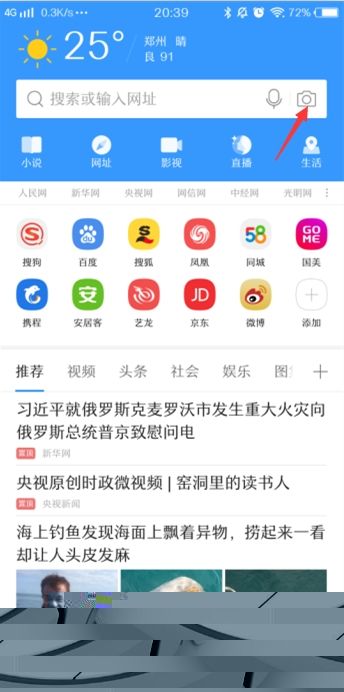 4G 0.3K/s ··· 20:39 72%
25° 郑州 晴
良 91
搜索或输入网址
小说 网址 影视 直播 生活
人民网 新华网 央视网 网信网 中经网 光明网
S Bai du S 58 GOME
搜狗 百度 搜狐 凤凰 同城 国美
安 JD
携程 安居客 艺龙 京东 微博 添加
推荐 视频 头条 社会 娱乐 图
习近平就俄罗斯克麦罗沃市发生重大火灾向
俄罗斯总统普京致慰问电
置顶 新华网
央视原创时政微视频 | 窑洞里的读书人
置顶 央视新闻
海上钓鱼发现海面上飘着异物，捞起来一看
却让人头皮发麻